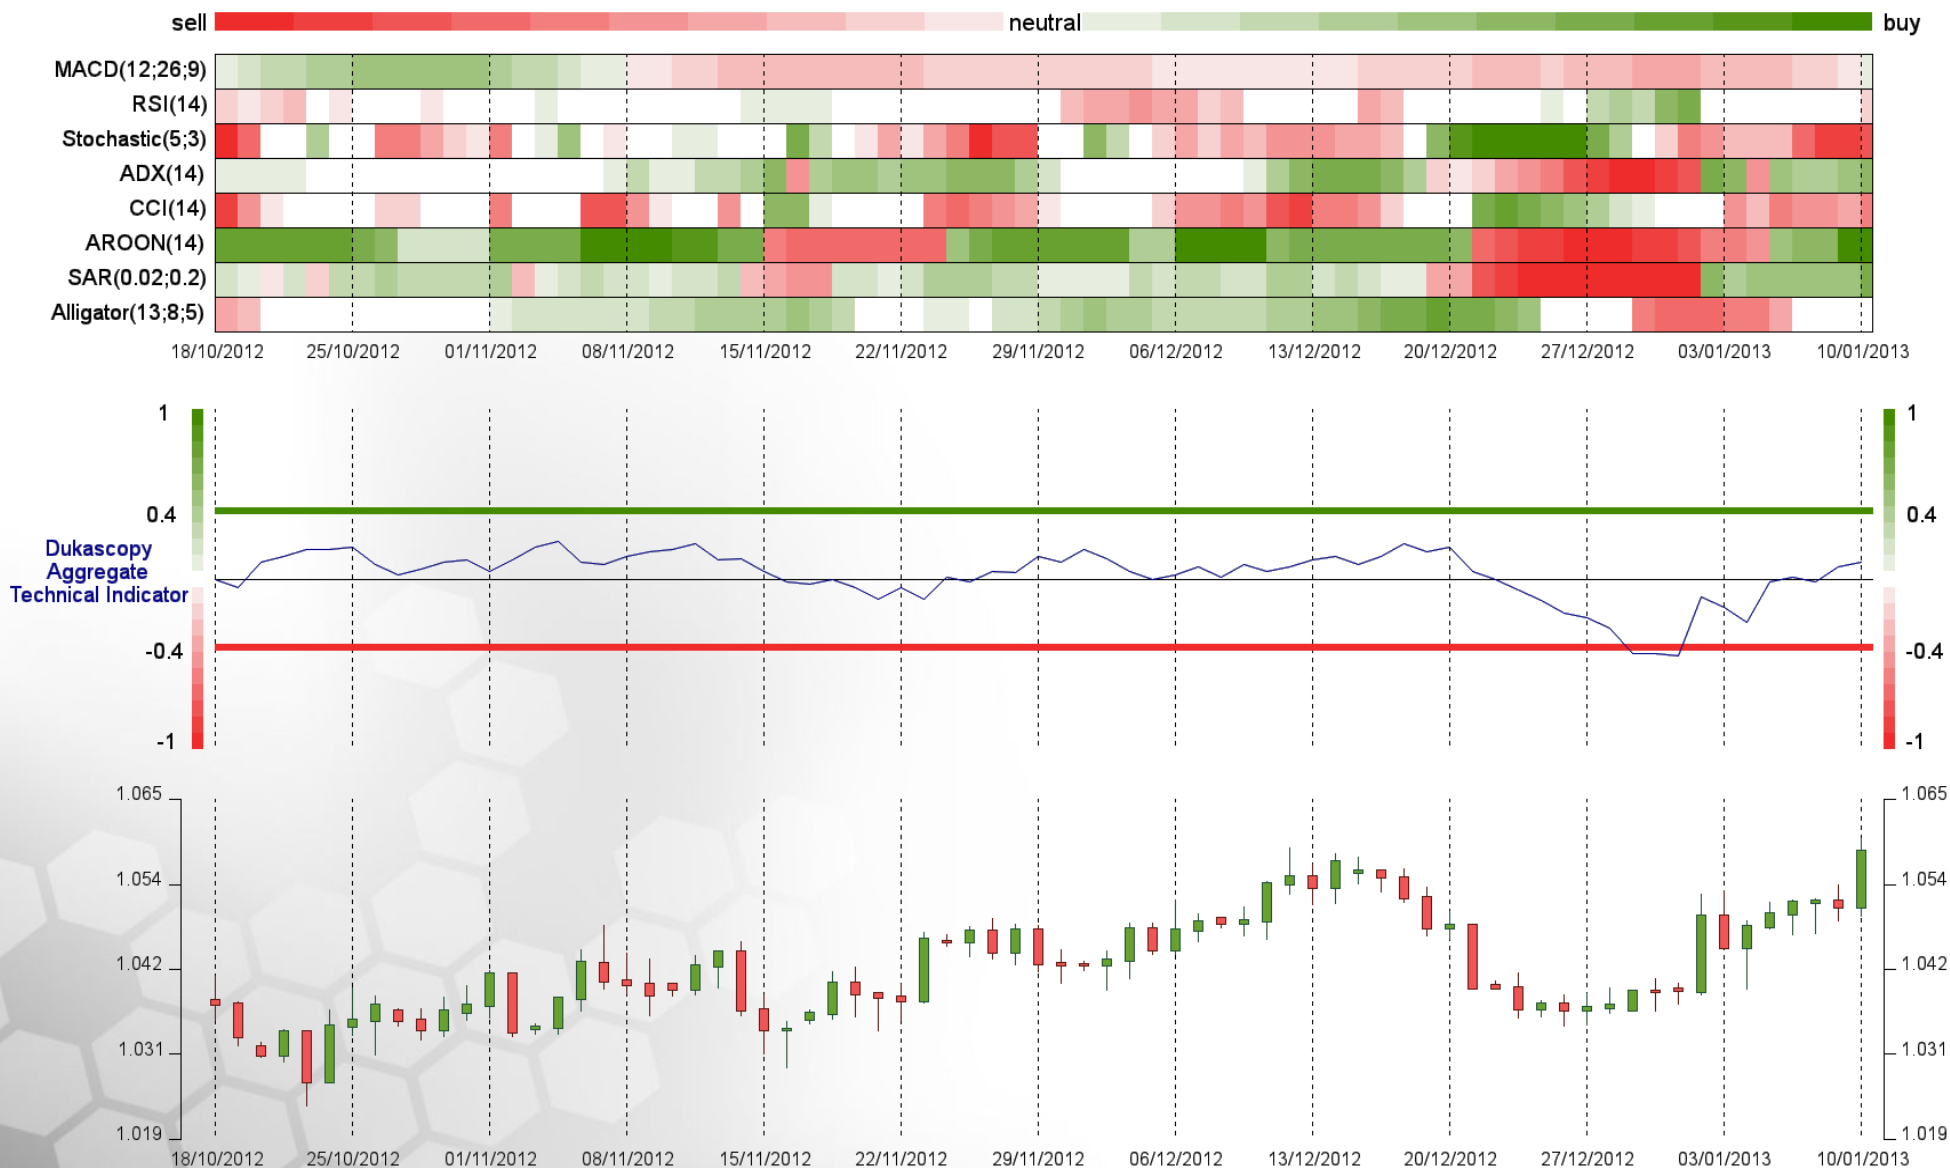 sell neutral buy
MACD(12;26;9)
RSI(14)
Stochastic(5;3)
ADX(14)
CCI(14)
AROON(14)
SAR(0.02;0.2)
Alligator(13;8;5)
18/10/2012 25/10/2012 01/11/2012 08/11/2012 15/11/2012 22/11/2012 29/11/2012 06/12/2012 13/12/2012 20/12/2012 27/12/2012 03/01/2013 10/01/2013
1 1
0.4 0.4
Dukascopy
Aggregate
Technical Indicator
-0.4 -0.4
-1 -1
1.065 1.065
1.054 1.054
1.042 1.042
1.031 1.031
1.019 1.019
18/10/2012 25/10/2012 01/11/2012 08/11/2012 15/11/2012 22/11/2012 29/11/2012 06/12/2012 13/12/2012 20/12/2012 27/12/2012 03/01/2013 10/01/2013